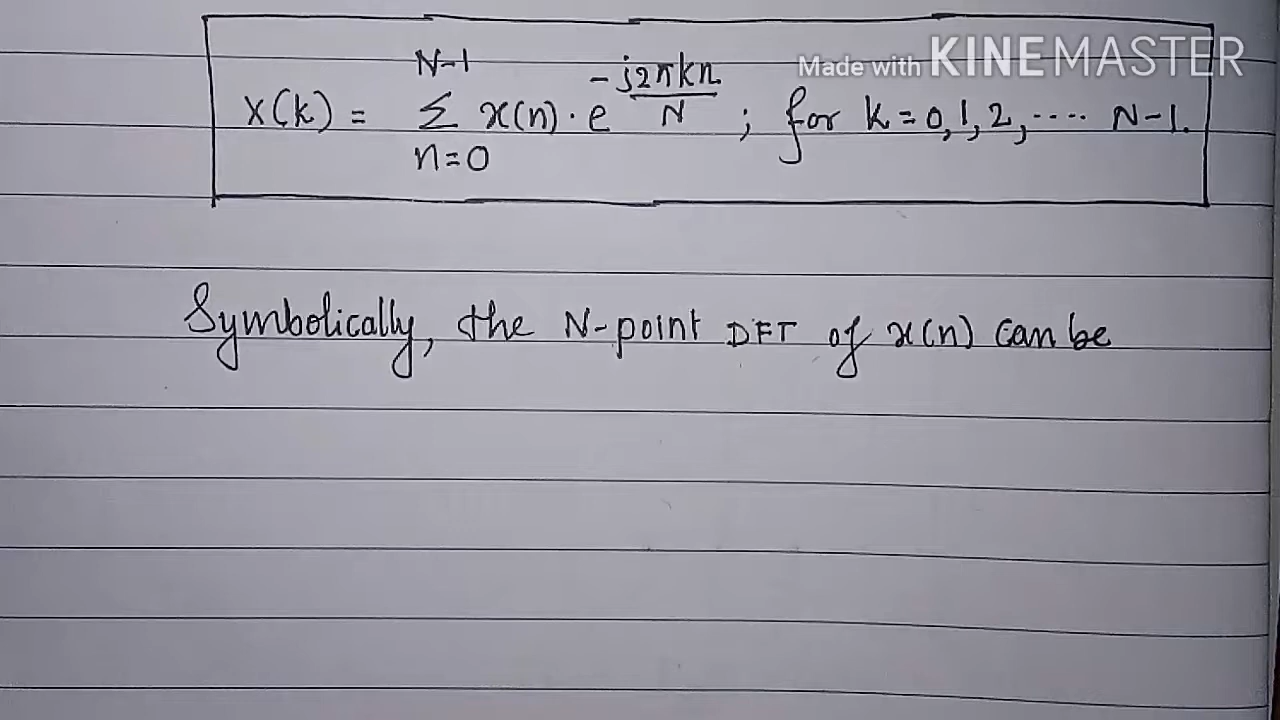 Made with KINEMASTER
X(k) = N-1 Σ n=0 x(n) · e -j2πkn/N ; for k = 0, 1, 2, .... N-1.
Symbolically, the N-point DFT of x(n) can be